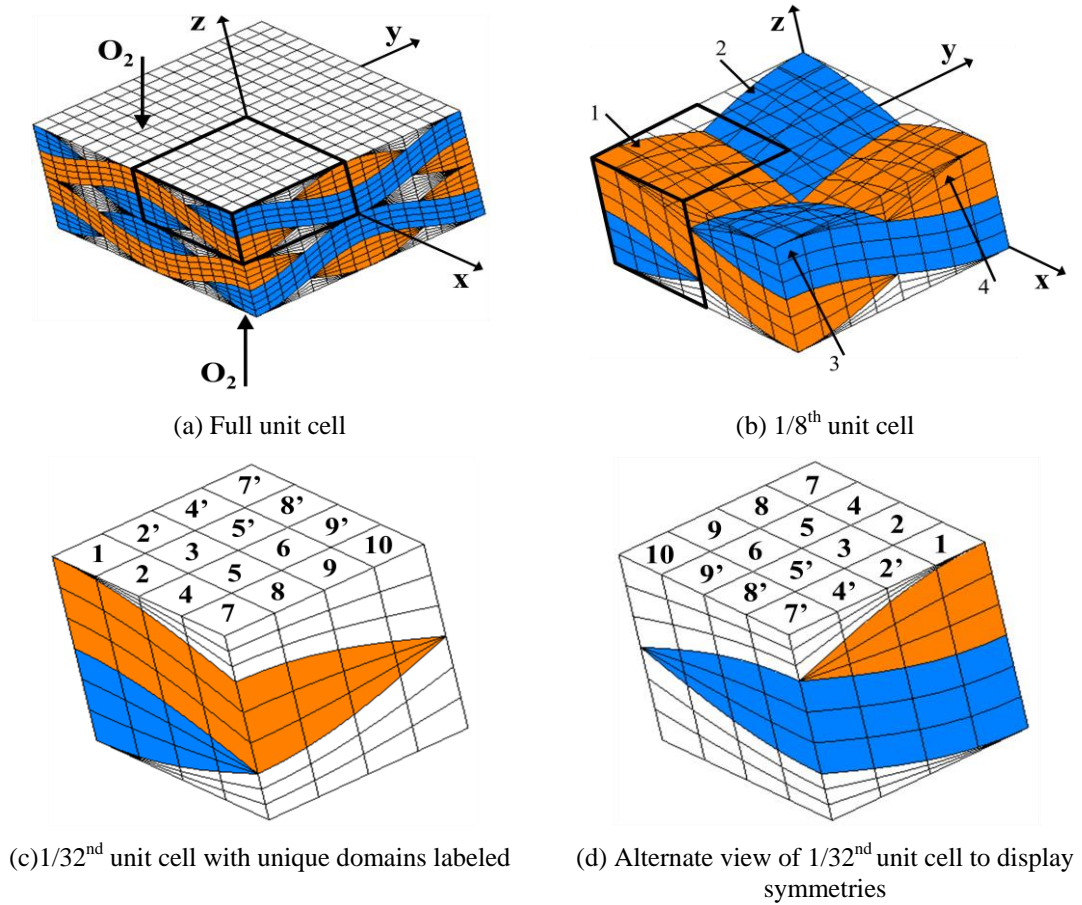 z
y
O2
x
O2
(a) Full unit cell
z
2
y
1
x
4
3
(b) 1/8th unit cell
7’
4’ 8’
2’ 5’ 9’
1 3 6 10
2 5 9
4 8
7
(c)1/32nd unit cell with unique domains labeled
7
8 4
9 5 2
10 6 3 1
9’ 5’ 2’
8’ 4’
7’
(d) Alternate view of 1/32nd unit cell to display
symmetries